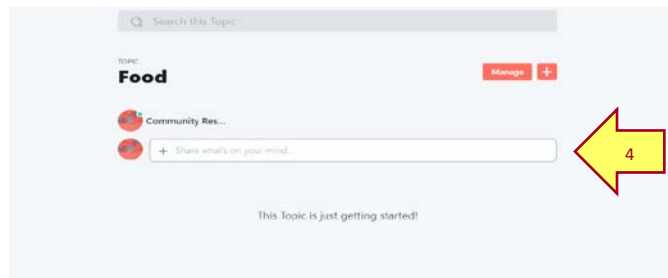 Search this Topic
TOPIC
Food
Manage +
Community Res...
+ Share what's on your mind...
4
This Topic is just getting started!